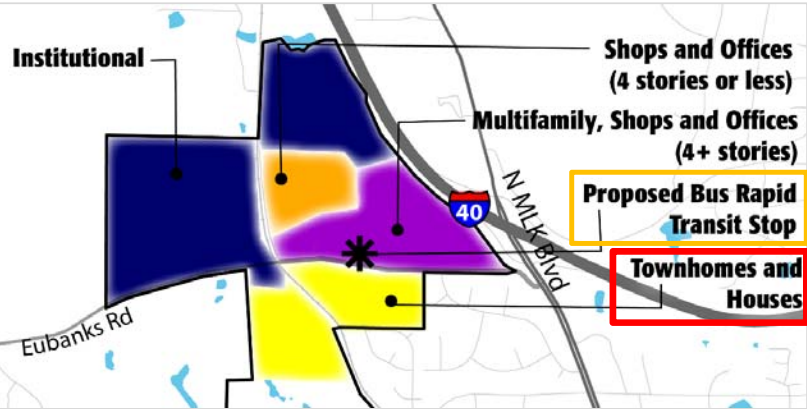 Institutional
Shops and Offices
(4 stories or less)
Multifamily, Shops and Offices
(4+ stories)
Proposed Bus Rapid
Transit Stop
40
N MLK Blvd
Townhomes and
Houses
Eubanks Rd